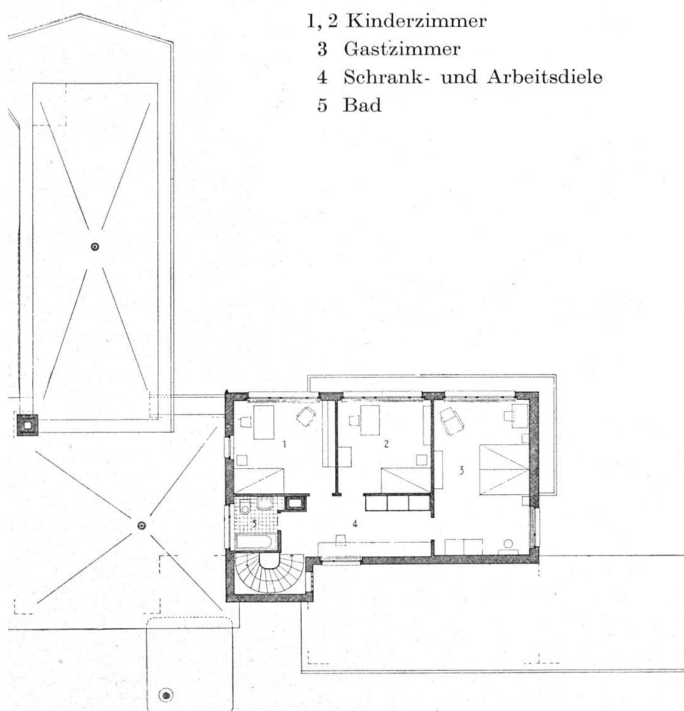 1, 2 Kinderzimmer
3 Gastzimmer
4 Schrank- und Arbeitsdiele
5 Bad
1
2
3
4
5